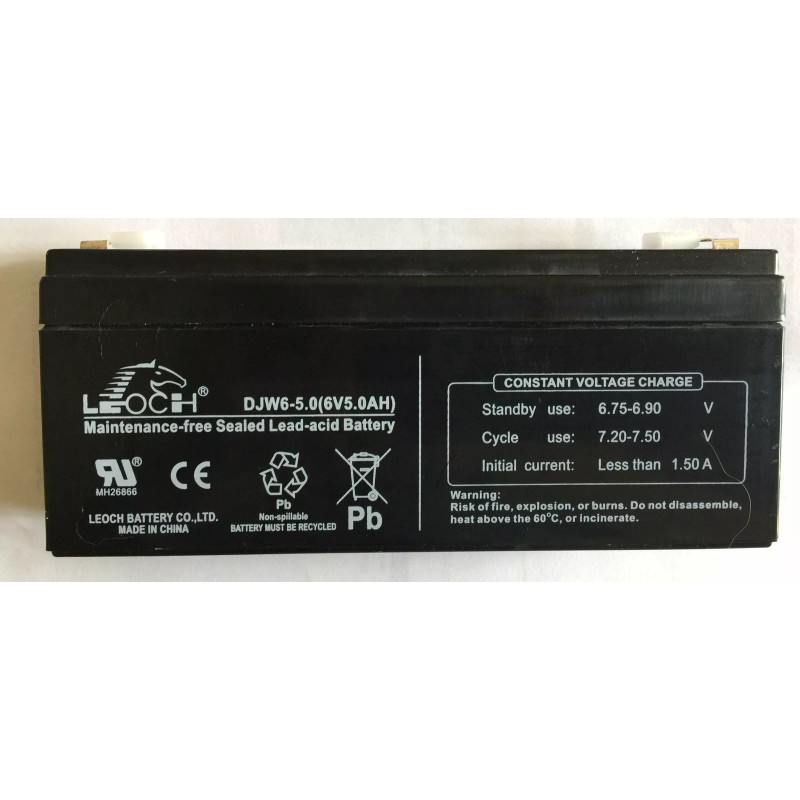 LEOCH®
DJW6-5.0(6V5.0AH)
Maintenance-free Sealed Lead-acid Battery
RU®
MH26866
CE
Pb
Non-spillable
BATTERY MUST BE RECYCLED
Pb
LEOCH BATTERY CO.,LTD.
MADE IN CHINA
CONSTANT VOLTAGE CHARGE
Standby use: 6.75-6.90 V
Cycle use: 7.20-7.50 V
Initial current: Less than 1.50 A
Warning:
Risk of fire, explosion, or burns. Do not disassemble,
heat above the 60°C, or incinerate.